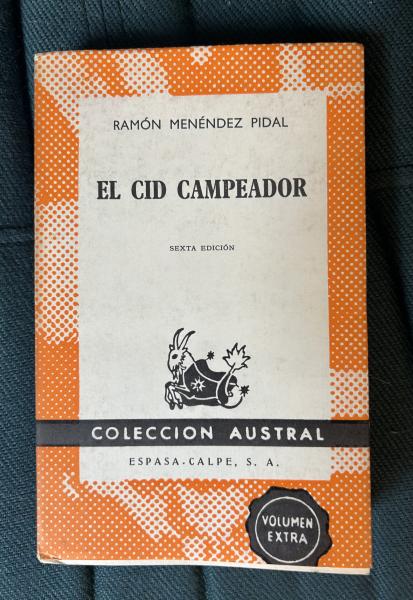 RAMÓN MENÉNDEZ PIDAL
EL CID CAMPEADOR
SEXTA EDICIÓN
COLECCION AUSTRAL
ESPASA-CALPE, S. A.
VOLUMEN
EXTRA